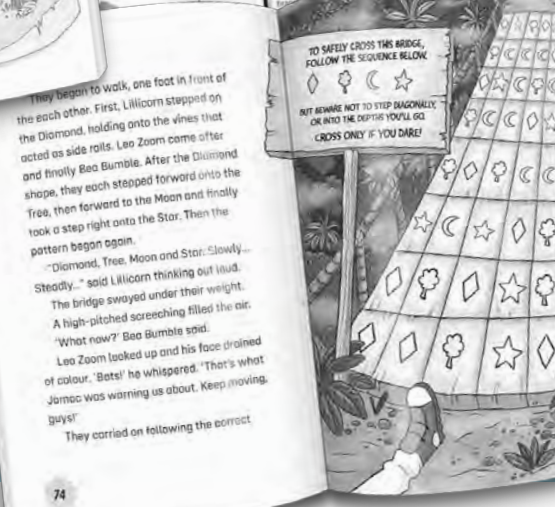 They began to walk, one foot in front of
the each other. First, Lillicorn stepped on
the Diamond, holding onto the vines that
acted as side rails. Leo Zoom came after
and finally Bea Bumble. After the Diamond
shape, they each stepped forward onto the
Tree, then forward to the Moon and finally
took a step right onto the Star. Then the
pattern began again.
"Diamond, Tree, Moon and Star. Slowly...
Steadily..." said Lillicorn thinking out loud.
The bridge swayed under their weight.
A high-pitched screeching filled the air.
'What now?' Bea Bumble said.
Leo Zoom looked up and his face drained
of colour. 'Bats!' he whispered. 'That's what
was warning us about. Keep moving,
guys!'
They carried on following the correct
74
TO SAFELY CROSS THIS BRIDGE,
FOLLOW THE SEQUENCE BELOW.
BUT BEWARE NOT TO STEP DIAGONALLY,
OR INTO THE DEPTHS YOU'LL GO.
CROSS ONLY IF YOU DARE!